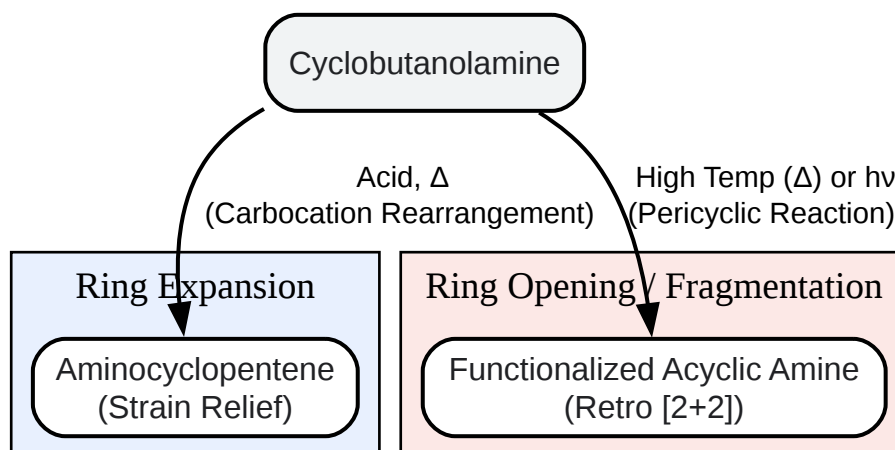 Cyclobutanolamine
Acid, Δ
(Carbocation Rearrangement)
High Temp (Δ) or hν
(Pericyclic Reaction)
Ring Expansion
Aminocyclopentene
(Strain Relief)
Ring Opening / Fragmentation
Functionalized Acyclic Amine
(Retro [2+2])